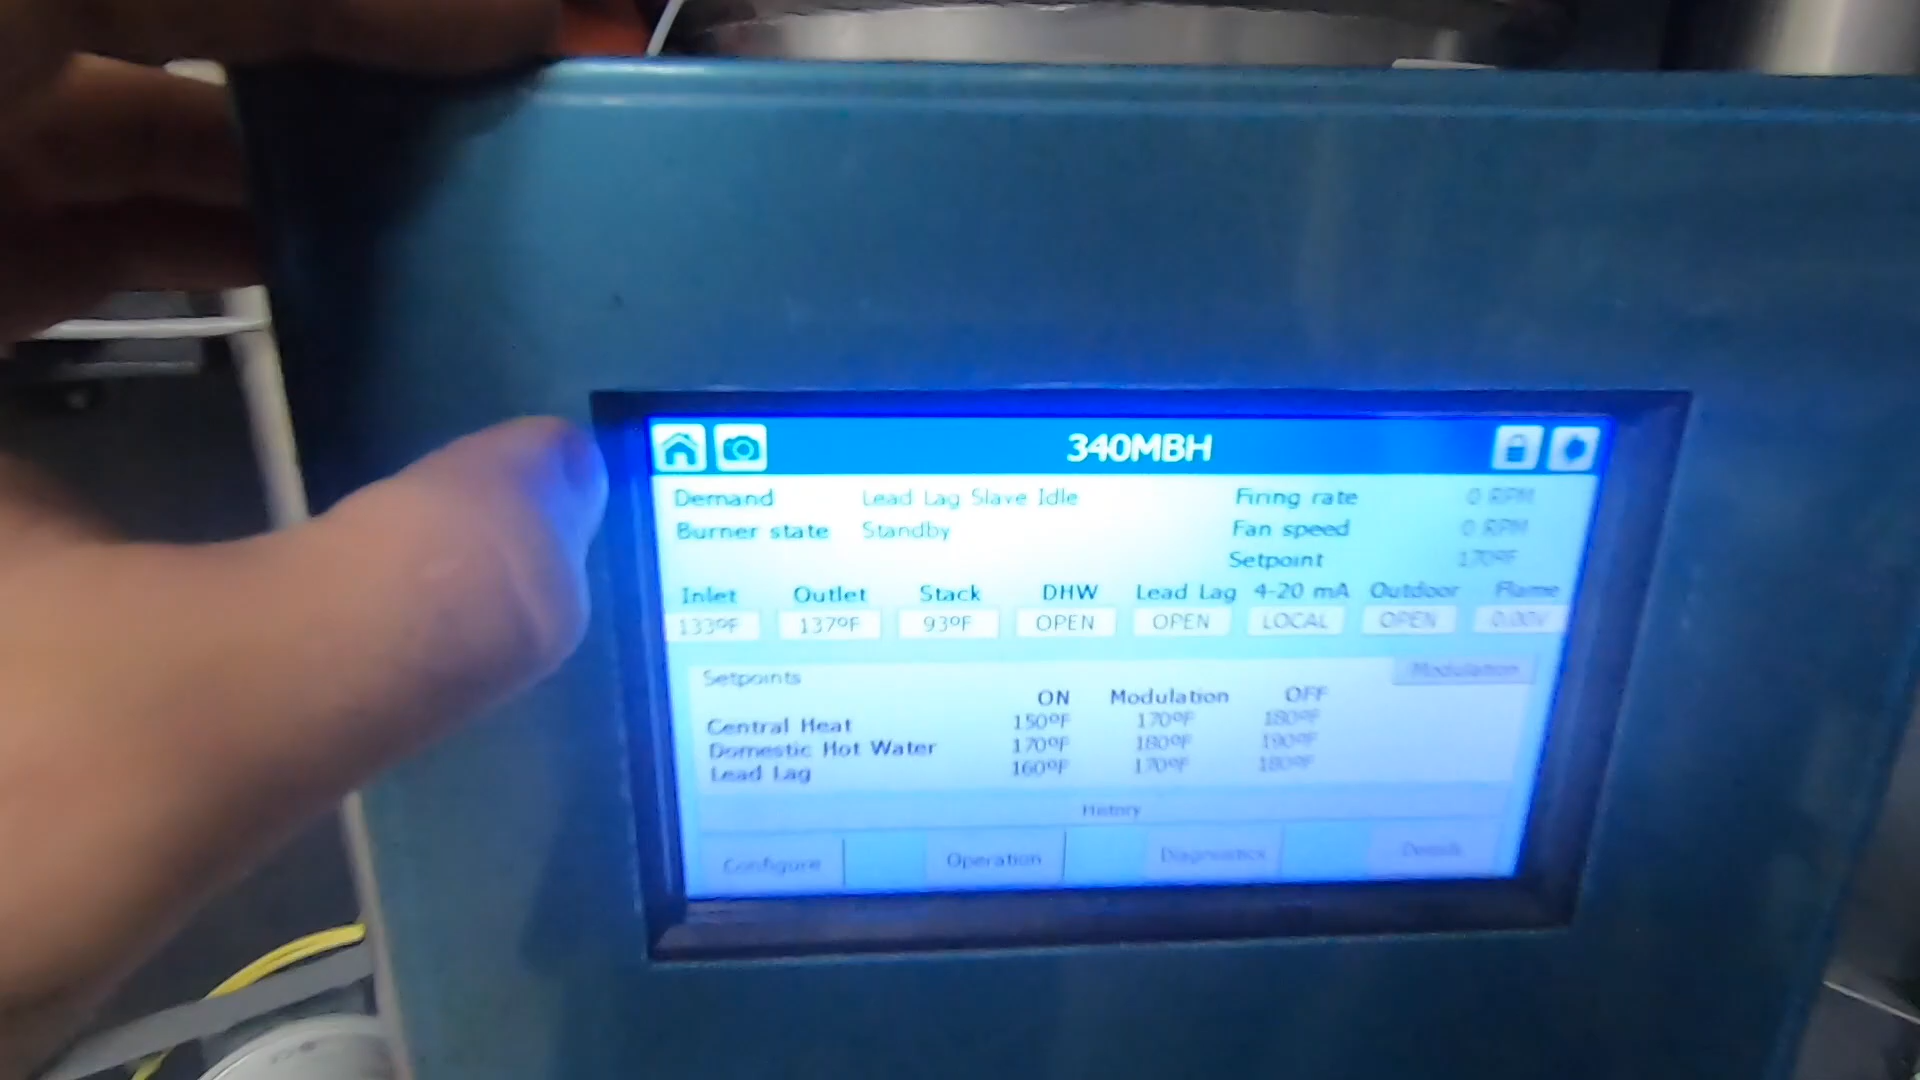 340MBH
Demand Lead Lag Slave Idle Firing rate 0 RPM
Burner state Standby Fan speed 0 RPM
Setpoint 170ºF
Inlet Outlet Stack DHW Lead Lag 4-20 mA Outdoor Flame
133ºF 137ºF 93ºF OPEN OPEN LOCAL OPEN 0.00V
Setpoints Modulation
ON Modulation OFF
Central Heat 150ºF 170ºF 180ºF
Domestic Hot Water 170ºF 180ºF 190ºF
Lead Lag 160ºF 170ºF 180ºF
History
Configure Operation Diagnostics Details